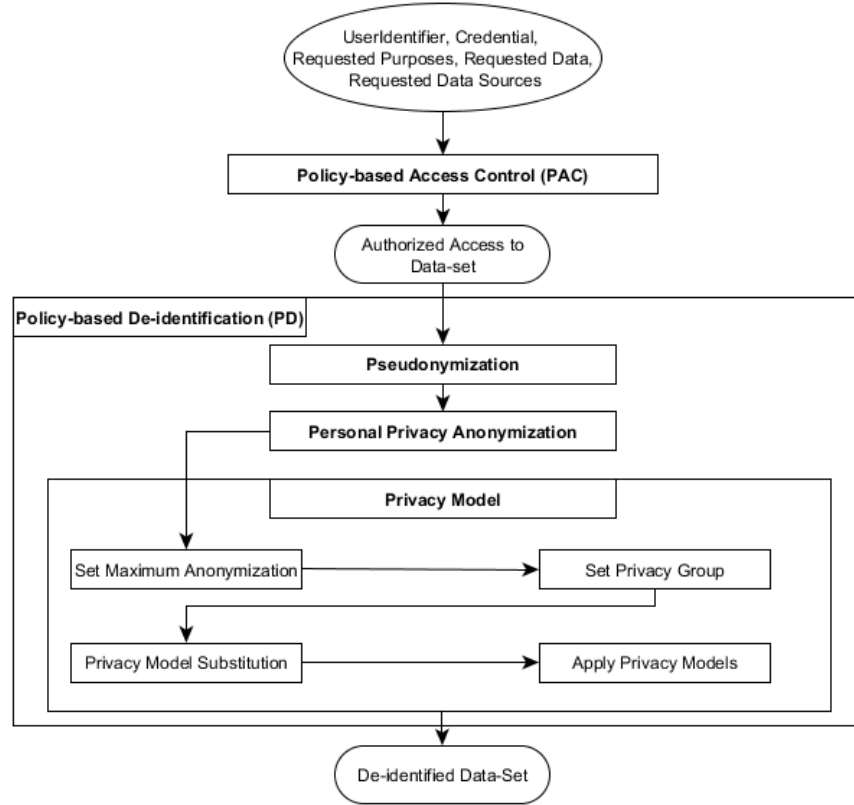 UserIdentifier, Credential,
Requested Purposes, Requested Data,
Requested Data Sources
Policy-based Access Control (PAC)
Authorized Access to
Data-set
Policy-based De-identification (PD)
Pseudonymization
Personal Privacy Anonymization
Privacy Model
Set Maximum Anonymization
Set Privacy Group
Privacy Model Substitution
Apply Privacy Models
De-identified Data-Set